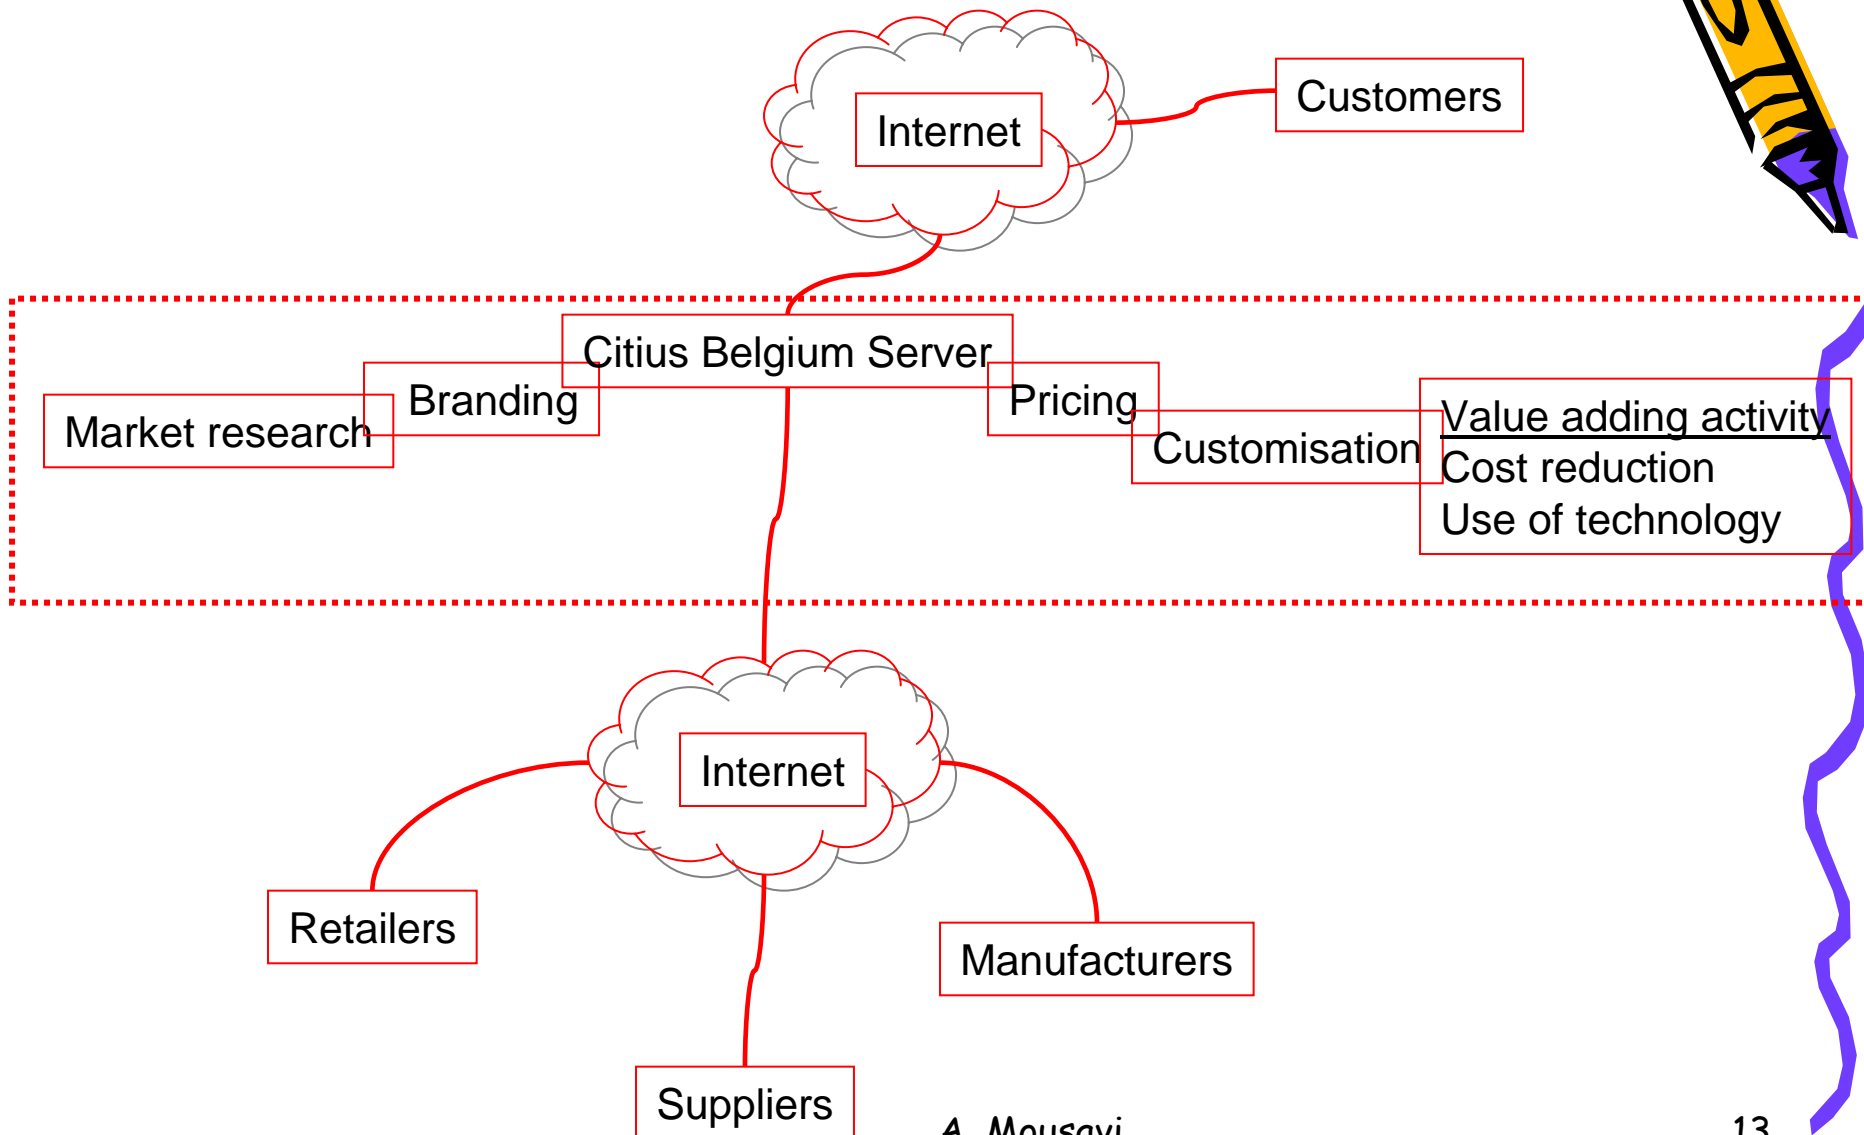 Customers
Internet
Citius Belgium Server
Branding
Pricing
Market research
Customisation
Value adding activity
Cost reduction
Use of technology
Internet
Retailers
Manufacturers
Suppliers
A. Mousavi
13